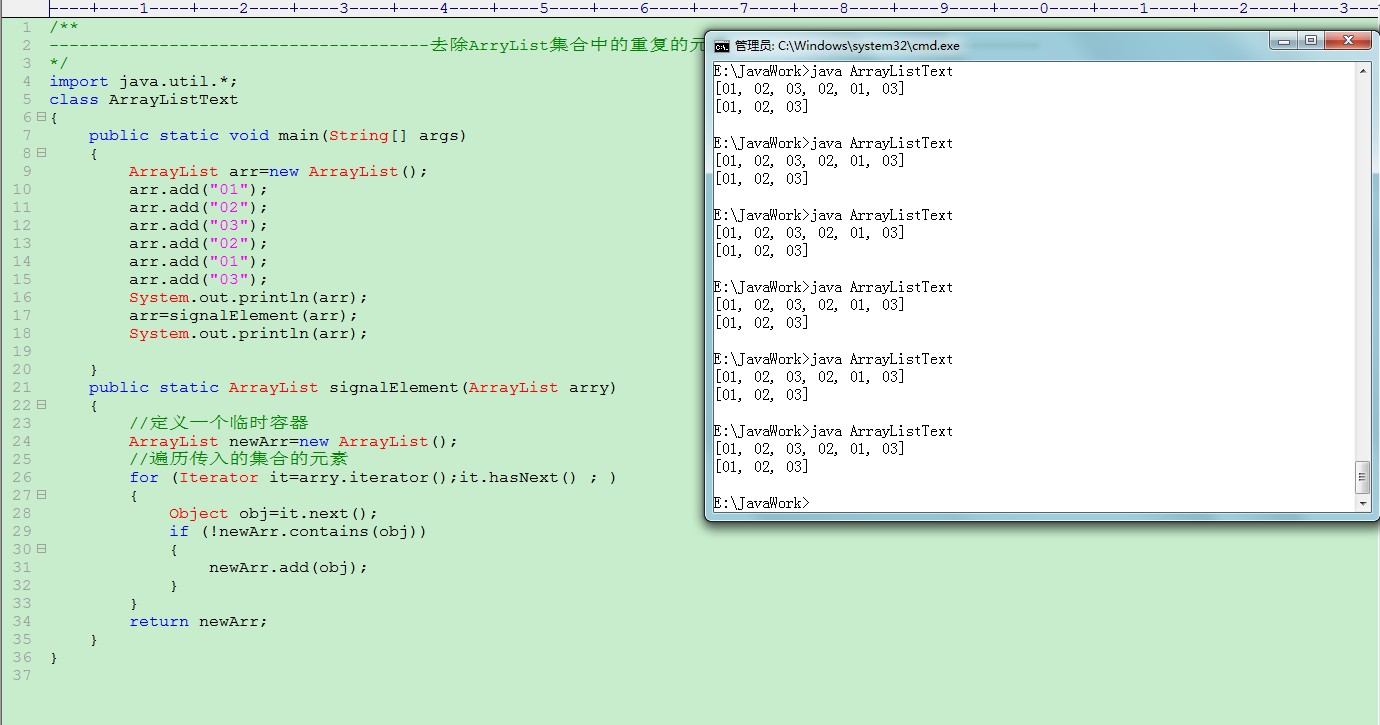 |----+----1----+----2----+----3----+----4----+----5----+----6----+----7----+----8----+----9----+----0----+----1----+----2----+----3---
1 /**
2 --------------------------------------去除ArryList集合中的重复的元
3 */
4 import java.util.*;
5 class ArrayListText
6 {
7 public static void main(String[] args)
8 {
9 ArrayList arr=new ArrayList();
10 arr.add("01");
11 arr.add("02");
12 arr.add("03");
13 arr.add("02");
14 arr.add("01");
15 arr.add("03");
16 System.out.println(arr);
17 arr=signalElement(arr);
18 System.out.println(arr);
19
20 }
21 public static ArrayList signalElement(ArrayList arry)
22 {
23 //定义一个临时容器
24 ArrayList newArr=new ArrayList();
25 //遍历传入的集合的元素
26 for (Iterator it=arry.iterator();it.hasNext() ; )
27 {
28 Object obj=it.next();
29 if (!newArr.contains(obj))
30 {
31 newArr.add(obj);
32 }
33 }
34 return newArr;
35 }
36 }
37
管理员: C:\Windows\system32\cmd.exe
E:\JavaWork>java ArrayListText
[01, 02, 03, 02, 01, 03]
[01, 02, 03]
E:\JavaWork>java ArrayListText
[01, 02, 03, 02, 01, 03]
[01, 02, 03]
E:\JavaWork>java ArrayListText
[01, 02, 03, 02, 01, 03]
[01, 02, 03]
E:\JavaWork>java ArrayListText
[01, 02, 03, 02, 01, 03]
[01, 02, 03]
E:\JavaWork>java ArrayListText
[01, 02, 03, 02, 01, 03]
[01, 02, 03]
E:\JavaWork>java ArrayListText
[01, 02, 03, 02, 01, 03]
[01, 02, 03]
E:\JavaWork>